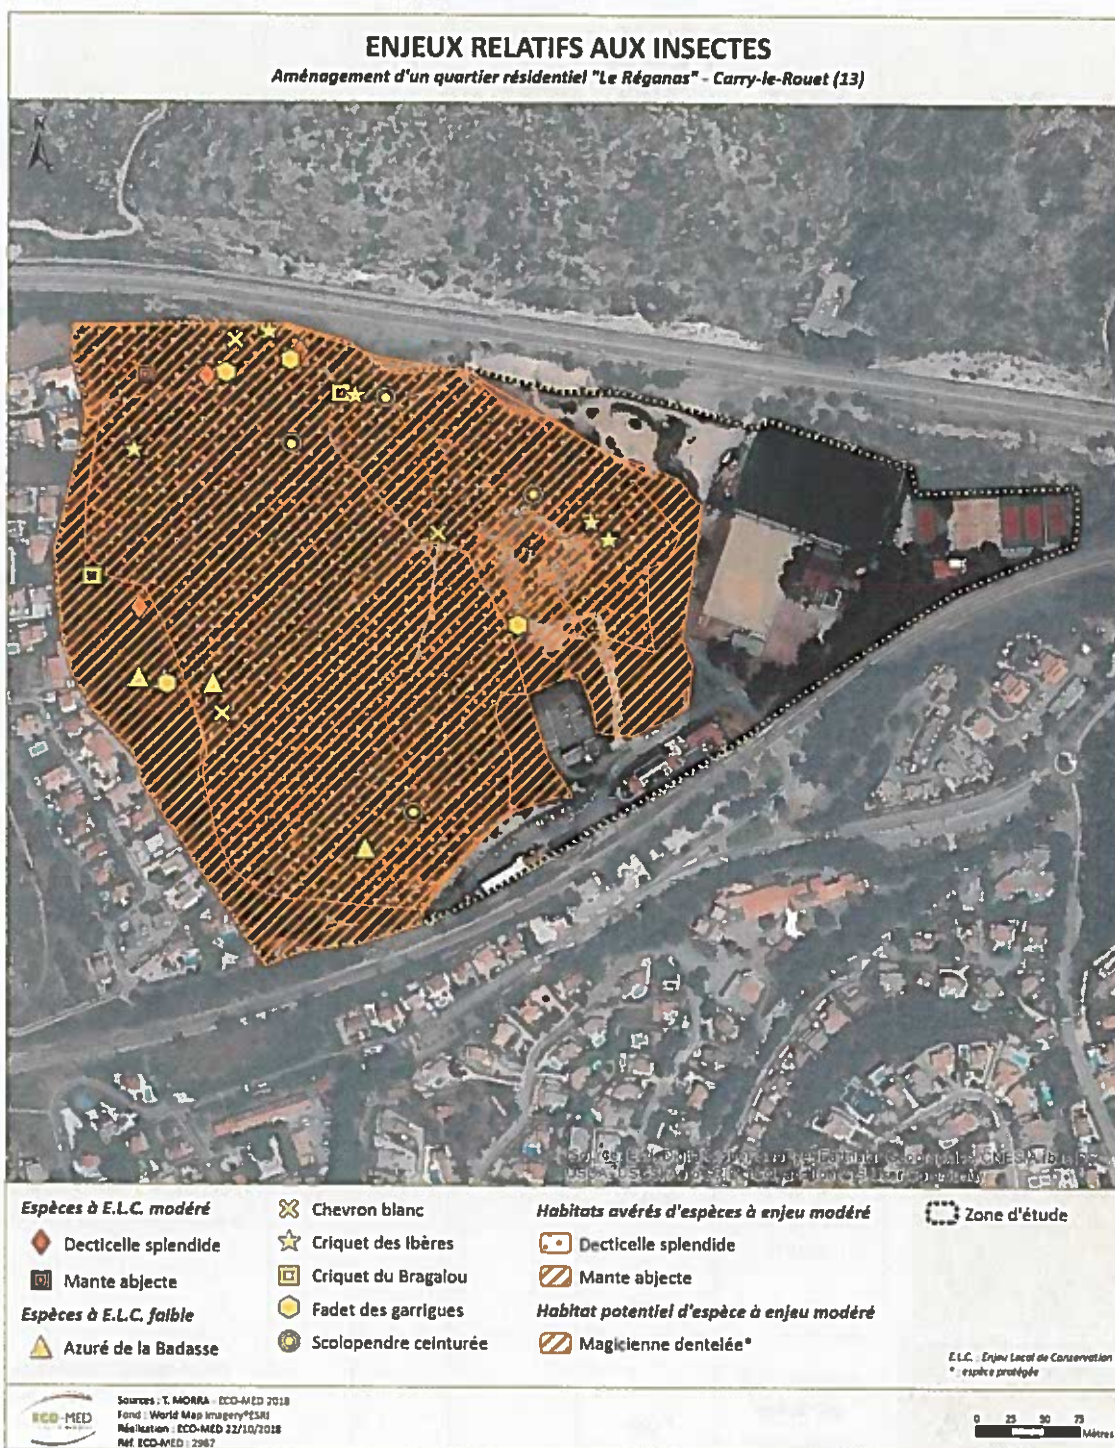 ENJEUX RELATIFS AUX INSECTES
Aménagement d'un quartier résidentiel "Le Réganas" - Carry-le-Rouet (13)
N
Espèces à E.L.C. modéré
Decticelle splendide
Mante abjecte
Espèces à E.L.C. faible
Azuré de la Badasse
Chevron blanc
Criquet des Ibères
Criquet du Bragalou
Fadet des garrigues
Scolopendre ceinturée
Habitats avérés d'espèces à enjeu modéré
Decticelle splendide
Mante abjecte
Habitat potentiel d'espèce à enjeu modéré
Magicienne dentelée*
Zone d'étude
E.L.C. : Enjeu Local de Conservation
* : espèce protégée
ECO-MED
Sources : T. MORRA - ECO-MED 2018
Fond : World Map Imagery®ESRI
Réalisation : ECO-MED 22/10/2018
Réf. ECO-MED : 2987
0 25 50 75
Mètres